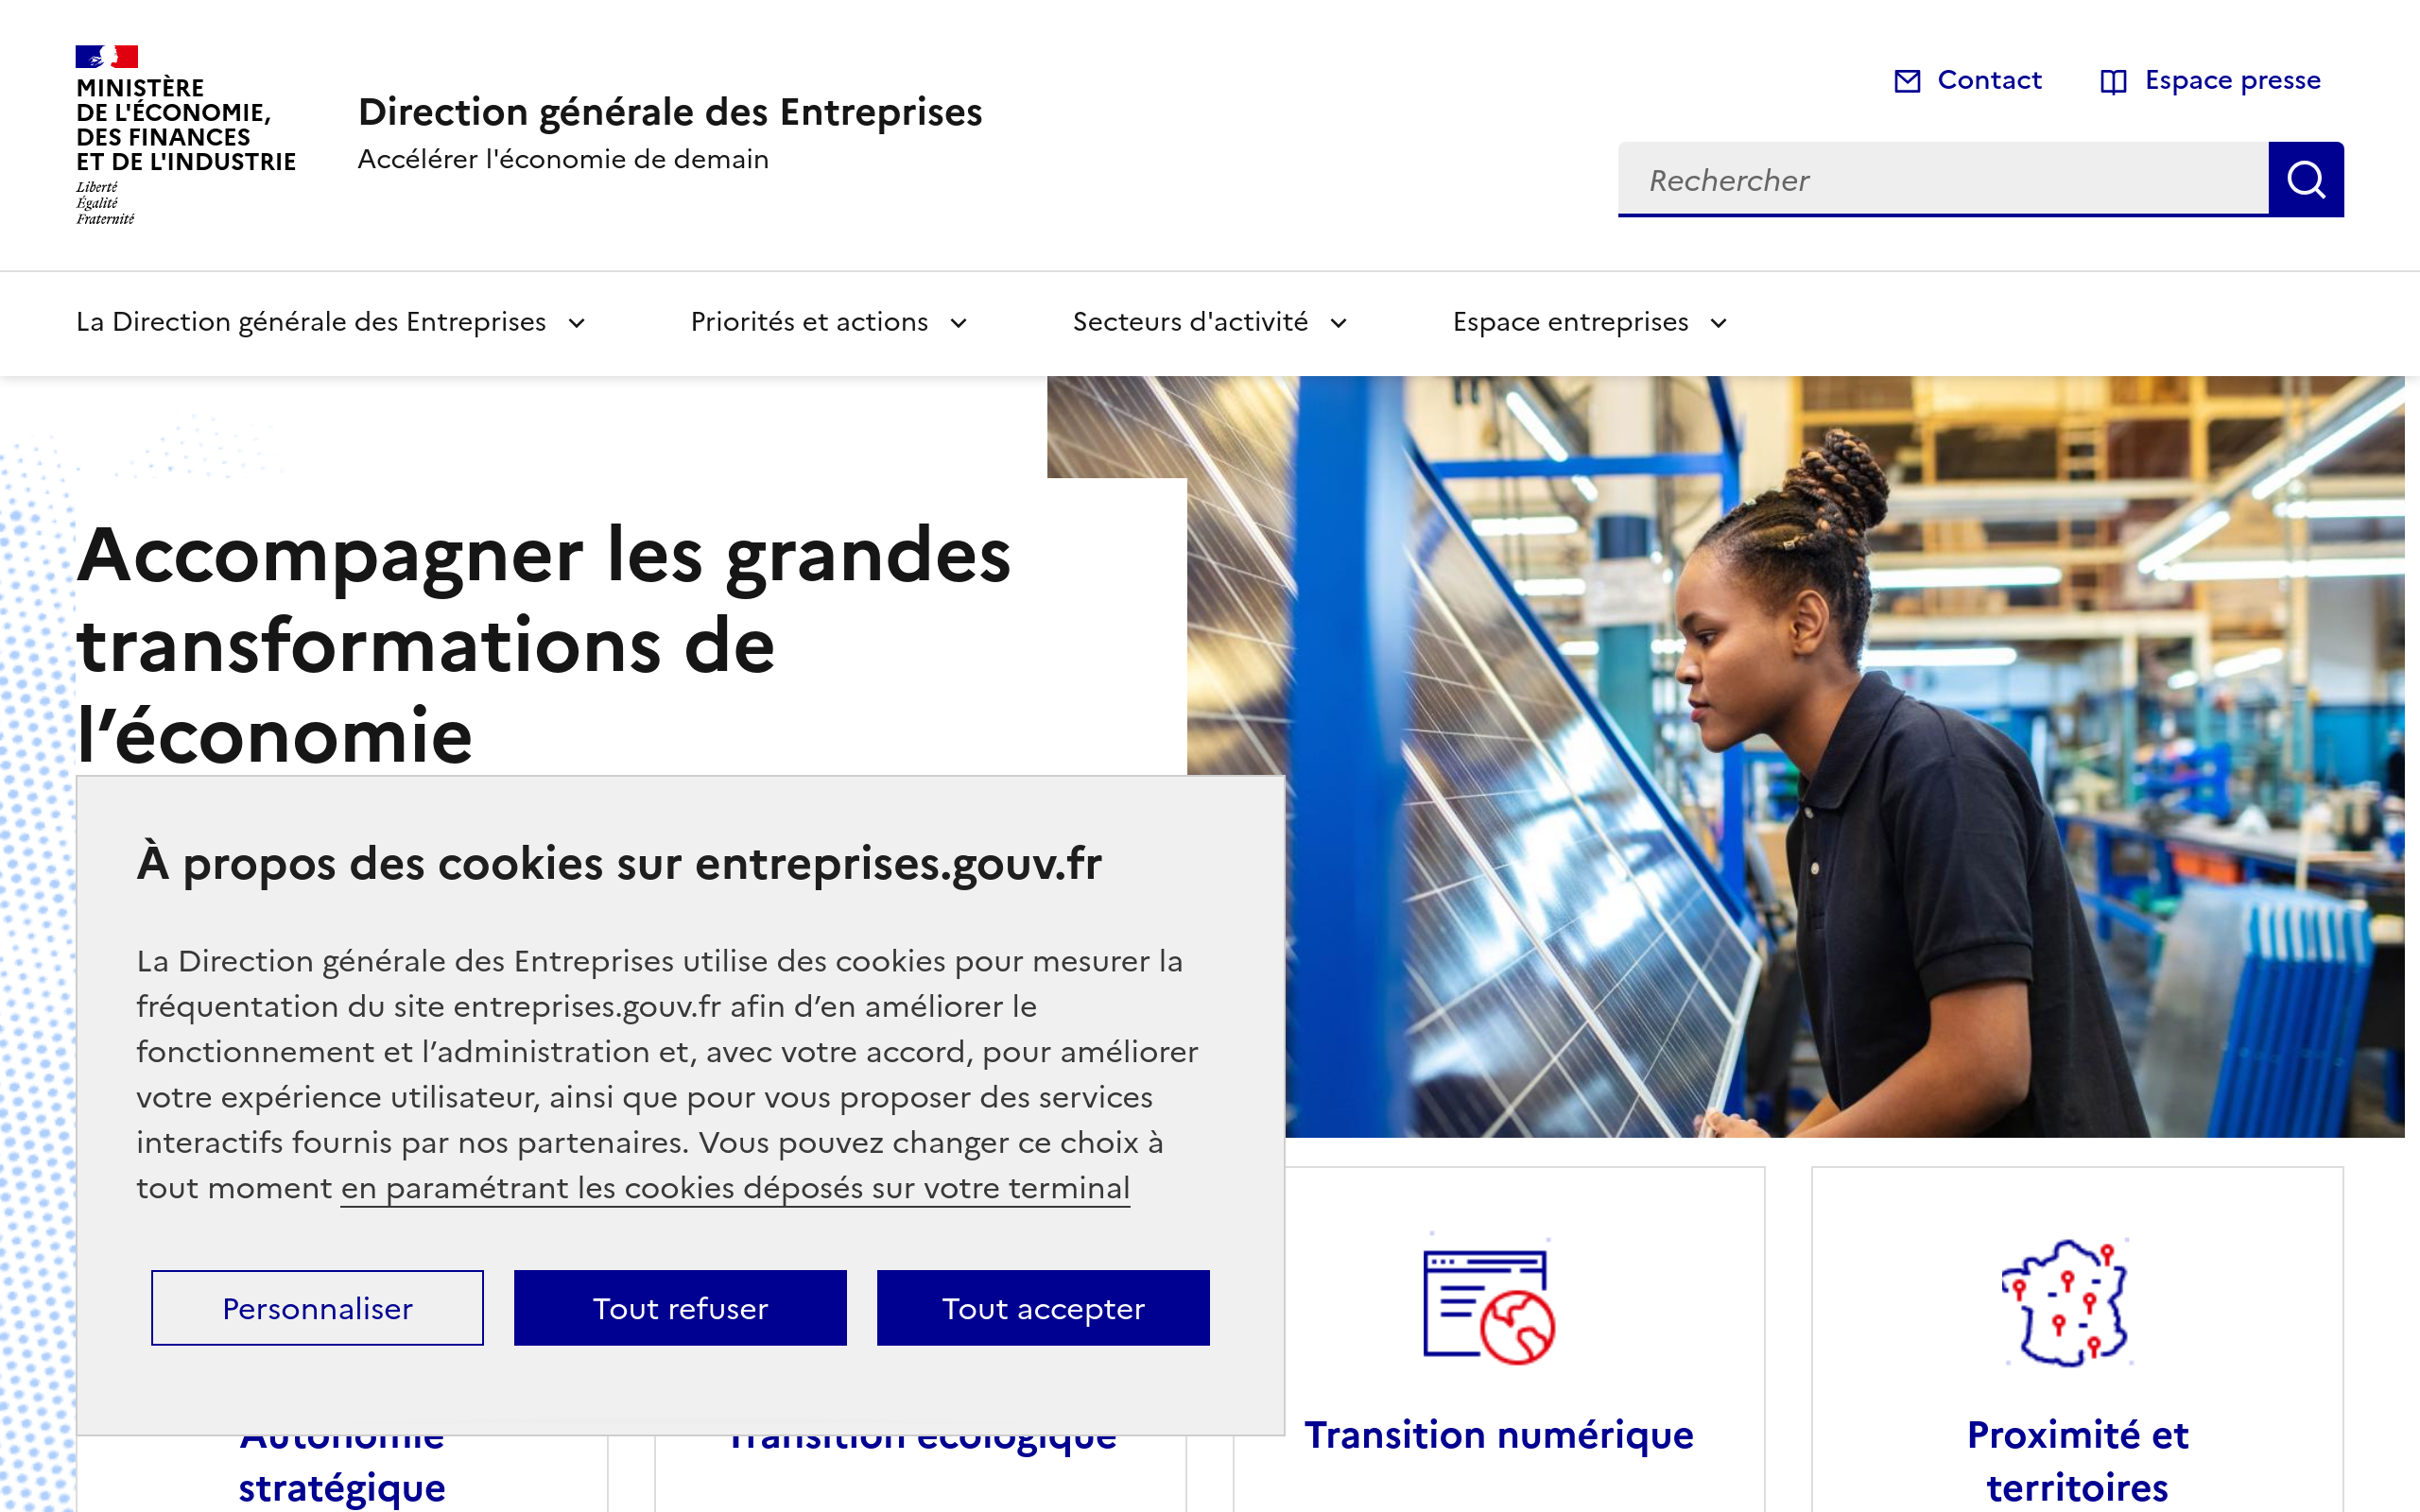 MINISTÈRE
DE L'ÉCONOMIE,
DES FINANCES
ET DE L'INDUSTRIE
Liberté
Égalité
Fraternité
Direction générale des Entreprises
Accélérer l'économie de demain
Contact
Espace presse
Rechercher
La Direction générale des Entreprises
Priorités et actions
Secteurs d'activité
Espace entreprises
Accompagner les grandes
transformations de
l’économie
À propos des cookies sur entreprises.gouv.fr
La Direction générale des Entreprises utilise des cookies pour mesurer la
fréquentation du site entreprises.gouv.fr afin d’en améliorer le
fonctionnement et l’administration et, avec votre accord, pour améliorer
votre expérience utilisateur, ainsi que pour vous proposer des services
interactifs fournis par nos partenaires. Vous pouvez changer ce choix à
tout moment en paramétrant les cookies déposés sur votre terminal
Personnaliser
Tout refuser
Tout accepter
Autonomie
stratégique
Transition écologique
Transition numérique
Proximité et
territoires